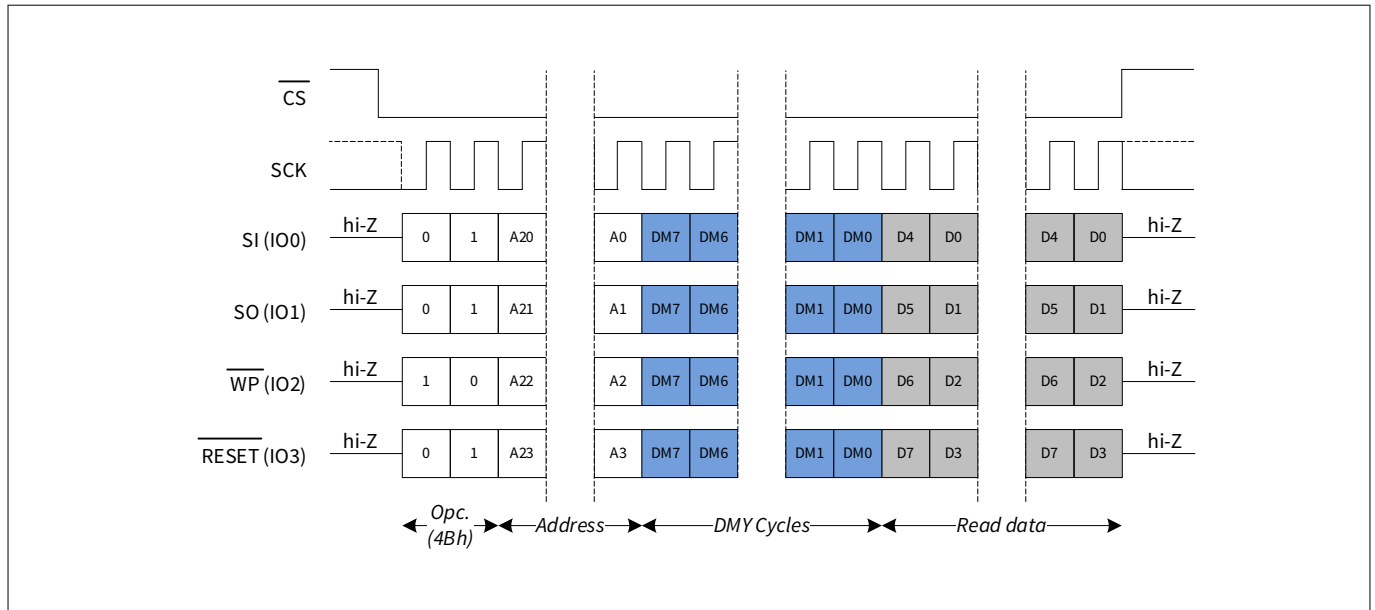 CS
SCK
SI (IO0) hi-Z 0 1 A20 A0 DM7 DM6 DM1 DM0 D4 D0 D4 D0 hi-Z
SO (IO1) hi-Z 0 1 A21 A1 DM7 DM6 DM1 DM0 D5 D1 D5 D1 hi-Z
WP (IO2) hi-Z 1 0 A22 A2 DM7 DM6 DM1 DM0 D6 D2 D6 D2 hi-Z
RESET (IO3) hi-Z 0 1 A23 A3 DM7 DM6 DM1 DM0 D7 D3 D7 D3 hi-Z
Opc. Address DMY Cycles Read data
(4Bh)